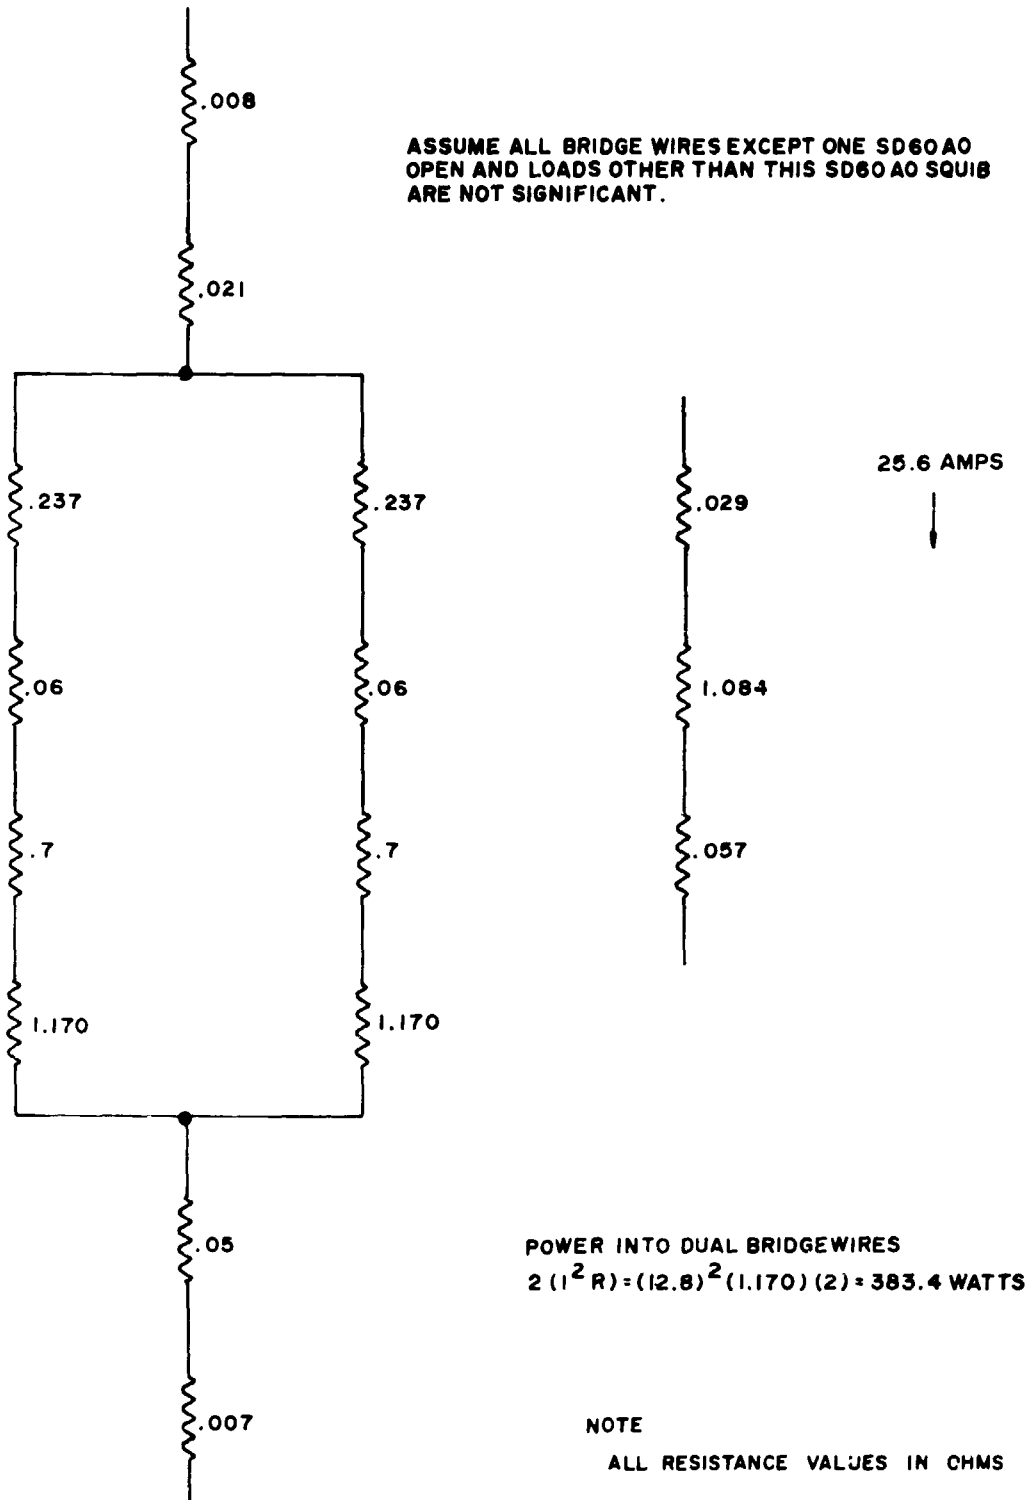 .008
ASSUME ALL BRIDGE WIRES EXCEPT ONE SD60A0
OPEN AND LOADS OTHER THAN THIS SD60A0 SQUIB
ARE NOT SIGNIFICANT.
.021
25.6 AMPS
.237
.237
.029
.06
.06
1.084
.7
.7
.057
1.170
1.170
.05
POWER INTO DUAL BRIDGEWIRES
2 (I² R) = (12.8)² (1.170) (2) = 383.4 WATTS
.007
NOTE
ALL RESISTANCE VALUES IN OHMS